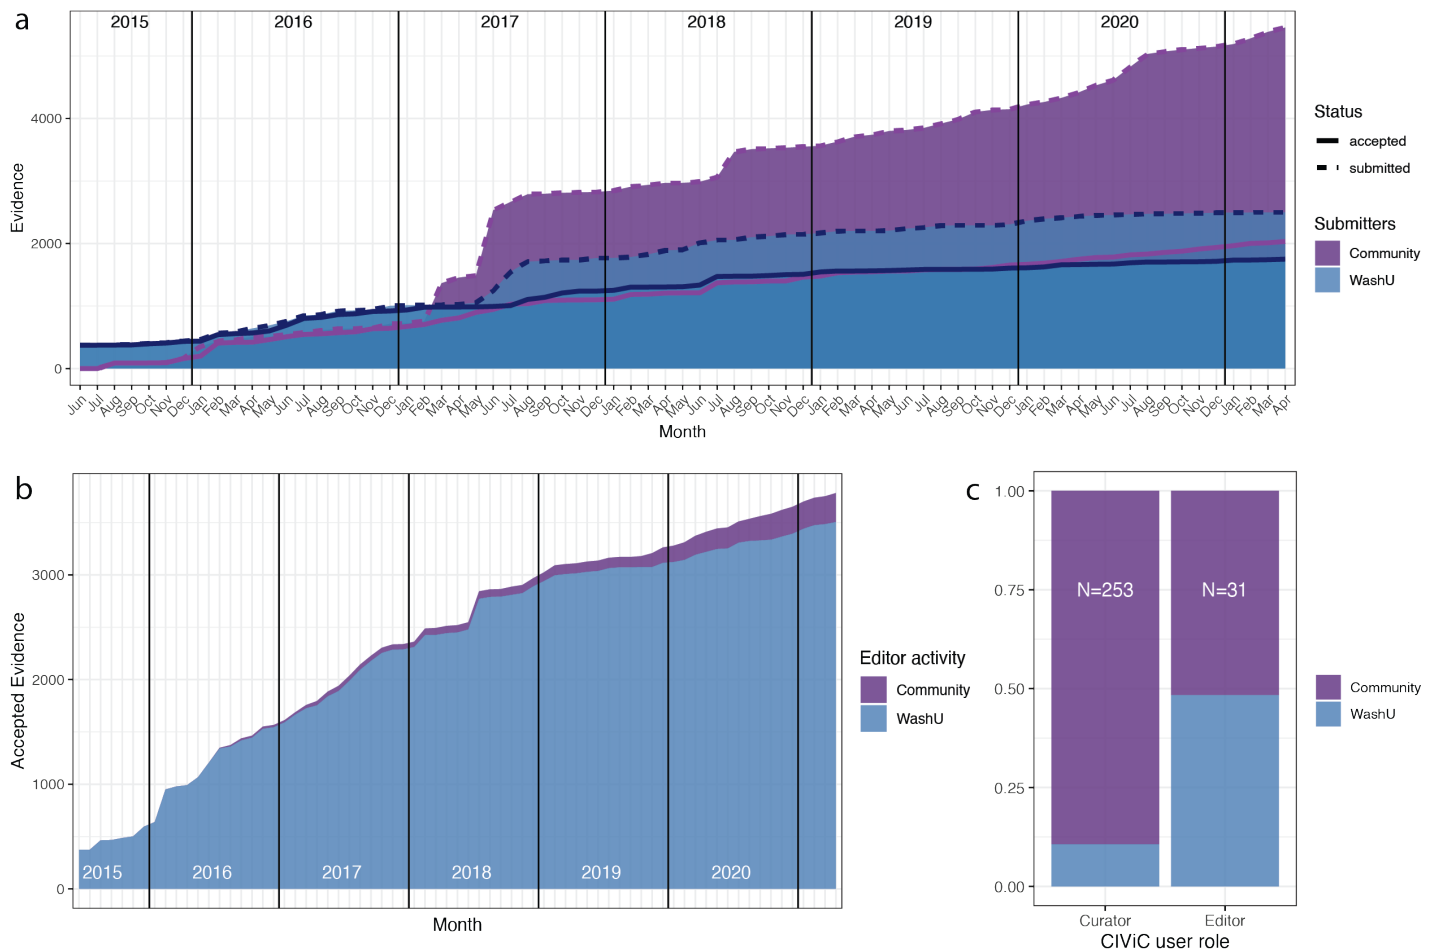 a
2015 2016 2017 2018 2019 2020
4000
2000
0
Evidence
Jun Jul Aug Sep Oct Nov Dec Jan Feb Mar Apr May Jun Jul Aug Sep Oct Nov Dec Jan Feb Mar Apr May Jun Jul Aug Sep Oct Nov Dec Jan Feb Mar Apr May Jun Jul Aug Sep Oct Nov Dec Jan Feb Mar Apr May Jun Jul Aug Sep Oct Nov Dec Jan Feb Mar Apr May Jun Jul Aug Sep Oct Nov Dec Jan Feb Mar Apr
Month
Status
accepted
submitted
Submitters
Community
WashU
b
3000
2000
1000
0
Accepted Evidence
2015 2016 2017 2018 2019 2020
Month
Editor activity
Community
WashU
c
1.00
0.75
0.50
0.25
0.00
N=253 N=31
Curator Editor
CIViC user role
Community
WashU